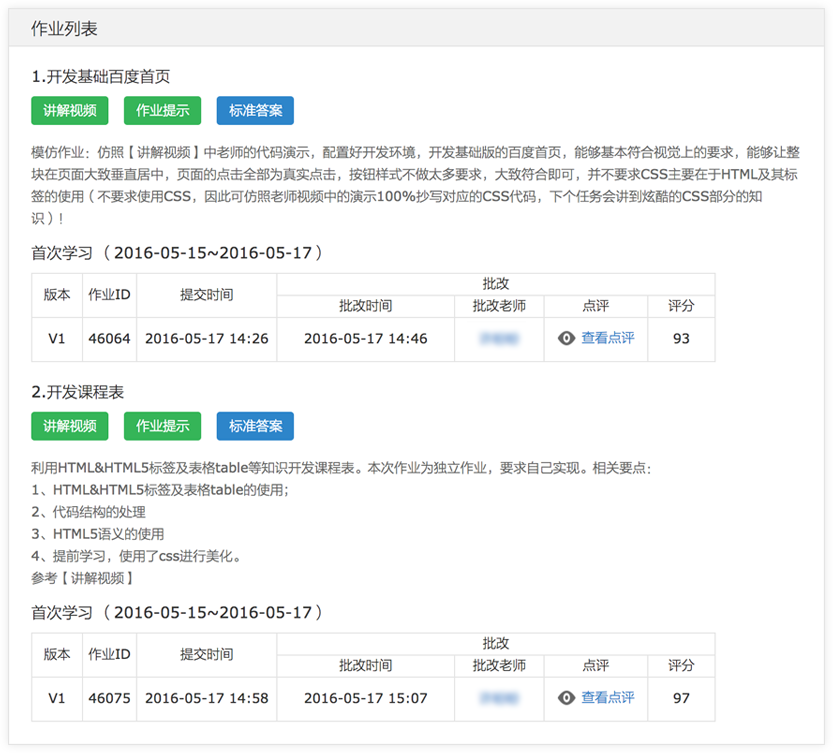 作业列表
1.开发基础百度首页
讲解视频 作业提示 标准答案
模仿作业：仿照【讲解视频】中老师的代码演示，配置好开发环境，开发基础版的百度首页，能够基本符合视觉上的要求，能够让整
块在页面大致垂直居中，页面的点击全部为真实点击，按钮样式不做太多要求，大致符合即可，并不要求CSS主要在于HTML及其标
签的使用（不要求使用CSS，因此可仿照老师视频中的演示100%抄写对应的CSS代码，下个任务会讲到炫酷的CSS部分的知
识）!
首次学习（2016-05-15~2016-05-17）
版本 作业ID 提交时间 批改
批改时间 批改老师 点评 评分
V1 46064 2016-05-17 14:26 2016-05-17 14:46 查看点评 93
2.开发课程表
讲解视频 作业提示 标准答案
利用HTML&HTML5标签及表格table等知识开发课程表。本次作业为独立作业，要求自己实现。相关要点：
1、HTML&HTML5标签及表格table的使用；
2、代码结构的处理
3、HTML5语义的使用
4、提前学习，使用了css进行美化。
参考【讲解视频】
首次学习（2016-05-15~2016-05-17）
版本 作业ID 提交时间 批改
批改时间 批改老师 点评 评分
V1 46075 2016-05-17 14:58 2016-05-17 15:07 查看点评 97